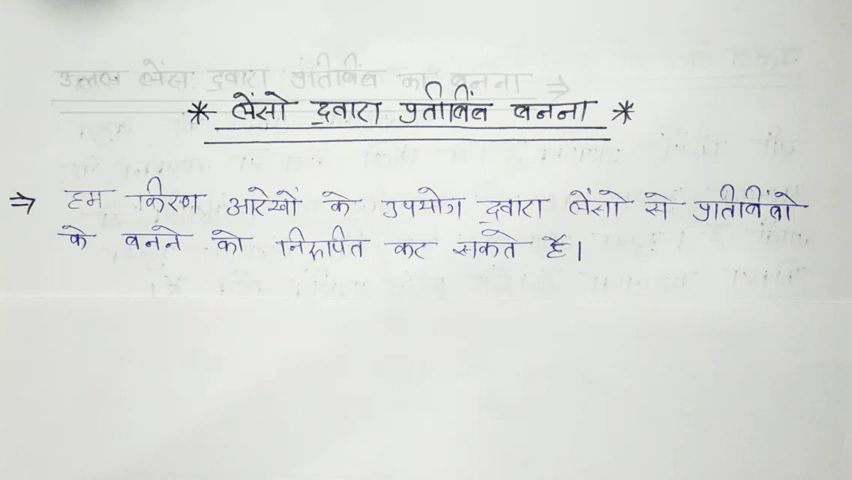 * लेंसो द्वारा प्रतिबिंब बनना *
⇒ हम किरण आरेखों के उपयोग द्वारा लेंसो से प्रतिबिंबो
के बनने को निरूपित कर सकते हैं।